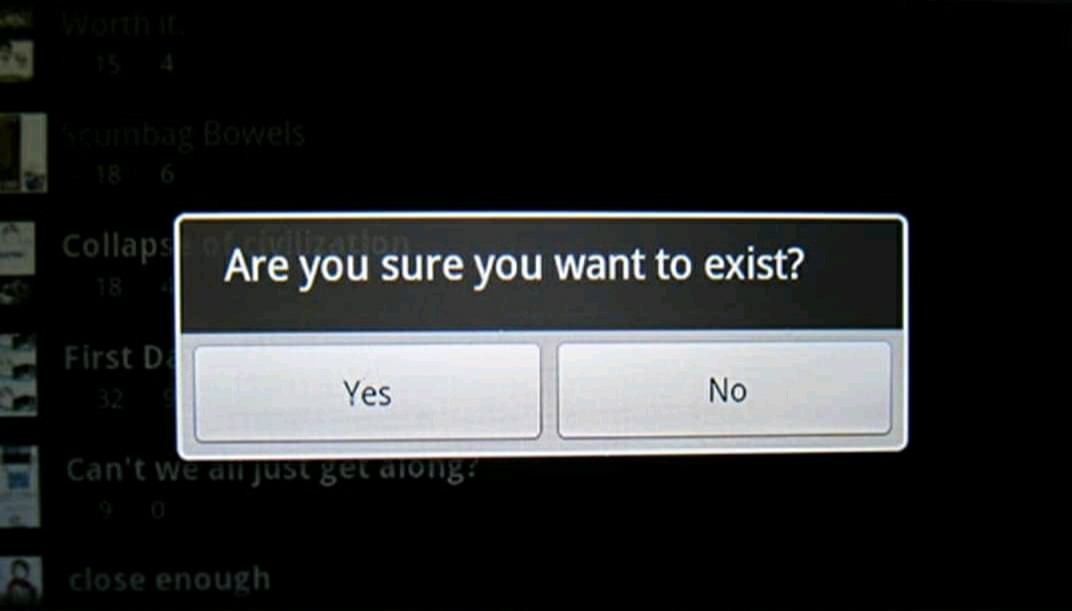 Worth it.
15 4
Scumbag Bowels
18 6
Collapse of civilization
18
Are you sure you want to exist?
First Da
32
Yes No
Can't we all just get along?
9 0
close enough